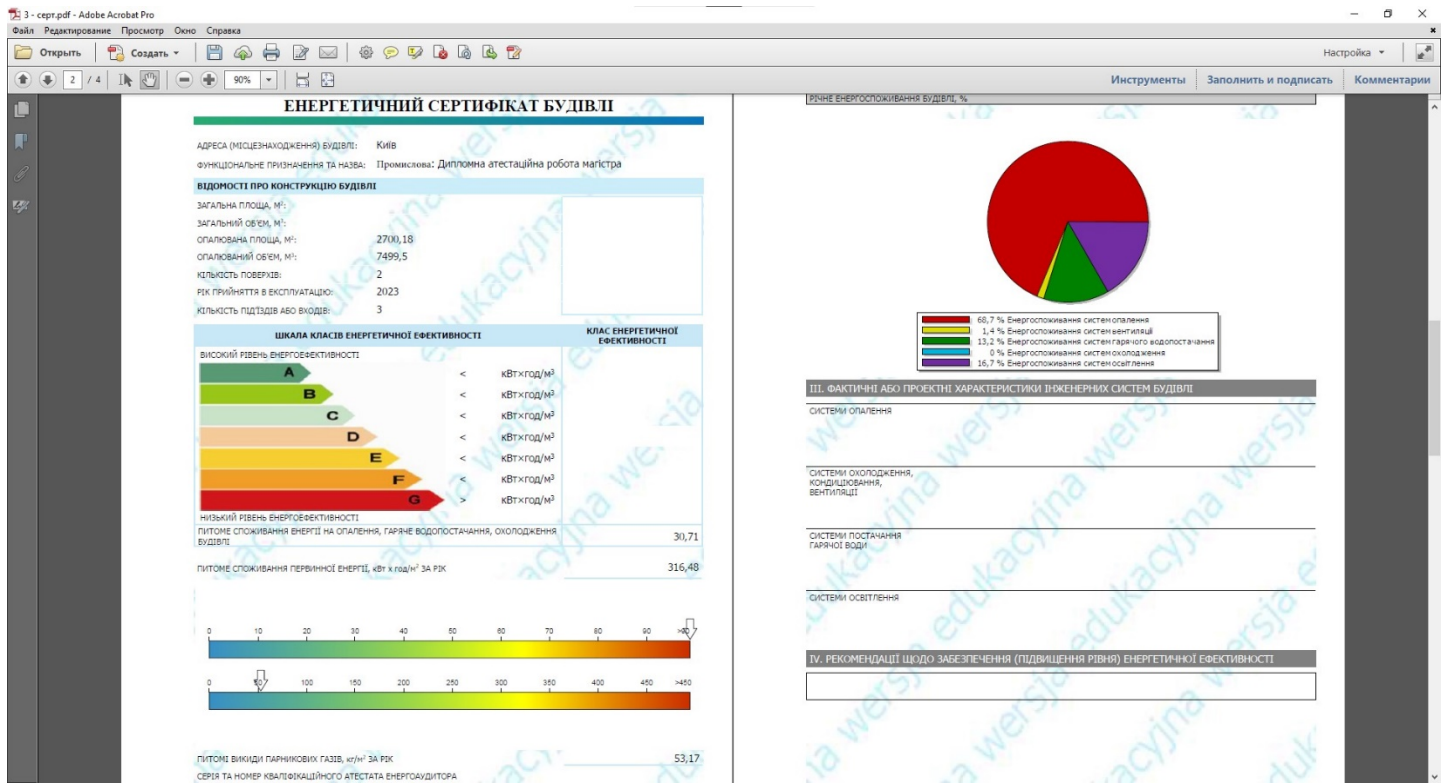 3 - серт.pdf - Adobe Acrobat Pro
Файл Редактирование Просмотр Окно Справка
Открыть Создать Настройка
2 / 4 90% Инструменты Заполнить и подписать Комментарии
ЕНЕРГЕТИЧНИЙ СЕРТИФІКАТ БУДІВЛІ
АДРЕСА (МІСЦЕЗНАХОДЖЕННЯ) БУДІВЛІ: Київ
ФУНКЦІОНАЛЬНЕ ПРИЗНАЧЕННЯ ТА НАЗВА: Промислова: Дипломна атестаційна робота магістра
ВІДОМОСТІ ПРО КОНСТРУКЦІЮ БУДІВЛІ
ЗАГАЛЬНА ПЛОЩА, М²:
ЗАГАЛЬНИЙ ОБ'ЄМ, М³:
ОПАЛЮВАНА ПЛОЩА, М²: 2700,18
ОПАЛЮВАНИЙ ОБ'ЄМ, М³: 7499,5
КІЛЬКІСТЬ ПОВЕРХІВ: 2
РІК ПРИЙНЯТТЯ В ЕКСПЛУАТАЦІЮ: 2023
КІЛЬКІСТЬ ПІД'ЇЗДІВ АБО ВХОДІВ: 3
ШКАЛА КЛАСІВ ЕНЕРГЕТИЧНОЇ ЕФЕКТИВНОСТІ
КЛАС ЕНЕРГЕТИЧНОЇ
ЕФЕКТИВНОСТІ
ВИСОКИЙ РІВЕНЬ ЕНЕРГОЕФЕКТИВНОСТІ
A < кВт×год/м³
B < кВт×год/м³
C < кВт×год/м³
D < кВт×год/м³
E < кВт×год/м³
F < кВт×год/м³
G > кВт×год/м³
НИЗЬКИЙ РІВЕНЬ ЕНЕРГОЕФЕКТИВНОСТІ
ПИТОМЕ СПОЖИВАННЯ ЕНЕРГІЇ НА ОПАЛЕННЯ, ГАРЯЧЕ ВОДОПОСТАЧАННЯ, ОХОЛОДЖЕННЯ
БУДІВЛІ 30,71
ПИТОМЕ СПОЖИВАННЯ ПЕРВИННОЇ ЕНЕРГІЇ, кВт х год/м² ЗА РІК 316,48
0 10 20 30 40 50 60 70 80 90 >90
0 50 100 150 200 250 300 350 400 450 >450
ПИТОМІ ВИКИДИ ПАРНИКОВИХ ГАЗІВ, кг/м² ЗА РІК 53,17
СЕРІЯ ТА НОМЕР КВАЛІФІКАЦІЙНОГО АТЕСТАТА ЕНЕРГОАУДИТОРА
РІЧНЕ ЕНЕРГОСПОЖИВАННЯ БУДІВЛІ, %
68,7 % Енергоспоживання систем опалення
1,4 % Енергоспоживання систем вентиляції
13,2 % Енергоспоживання систем гарячого водопостачання
0 % Енергоспоживання систем охолодження
16,7 % Енергоспоживання систем освітлення
III. ФАКТИЧНІ АБО ПРОЕКТНІ ХАРАКТЕРИСТИКИ ІНЖЕНЕРНИХ СИСТЕМ БУДІВЛІ
СИСТЕМИ ОПАЛЕННЯ
СИСТЕМИ ОХОЛОДЖЕННЯ,
КОНДИЦІЮВАННЯ,
ВЕНТИЛЯЦІЇ
СИСТЕМИ ПОСТАЧАННЯ
ГАРЯЧОЇ ВОДИ
СИСТЕМИ ОСВІТЛЕННЯ
IV. РЕКОМЕНДАЦІЇ ЩОДО ЗАБЕЗПЕЧЕННЯ (ПІДВИЩЕННЯ РІВНЯ) ЕНЕРГЕТИЧНОЇ ЕФЕКТИВНОСТІ
wersja edukacyjna